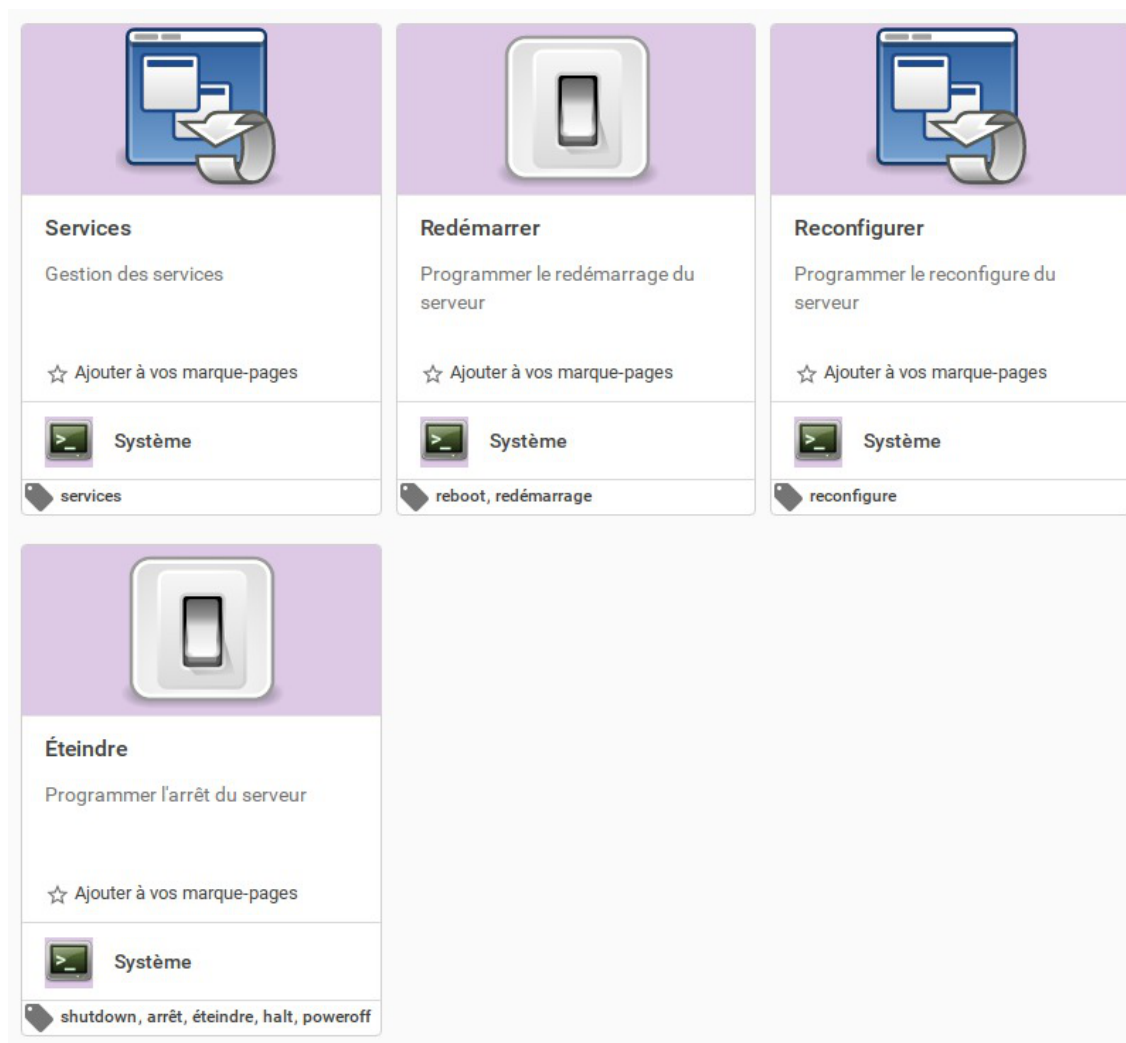 Services
Gestion des services
Ajouter à vos marque-pages
Système
services
Redémarrer
Programmer le redémarrage du
serveur
Ajouter à vos marque-pages
Système
reboot, redémarrage
Reconfigurer
Programmer le reconfigure du
serveur
Ajouter à vos marque-pages
Système
reconfigure
Éteindre
Programmer l'arrêt du serveur
Ajouter à vos marque-pages
Système
shutdown, arrêt, éteindre, halt, poweroff